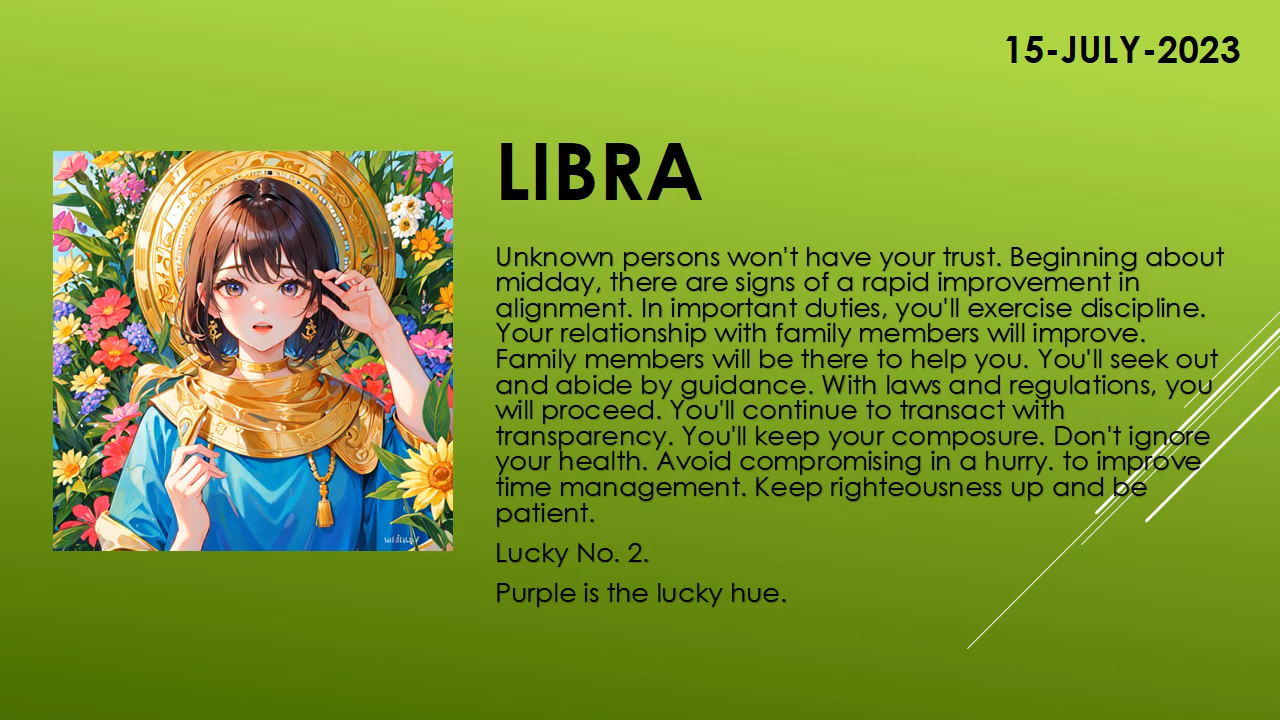 15-JULY-2023
LIBRA
Unknown persons won't have your trust. Beginning about
midday, there are signs of a rapid improvement in
alignment. In important duties, you'll exercise discipline.
Your relationship with family members will improve.
Family members will be there to help you. You'll seek out
and abide by guidance. With laws and regulations, you
will proceed. You'll continue to transact with
transparency. You'll keep your composure. Don't ignore
your health. Avoid compromising in a hurry. to improve
time management. Keep righteousness up and be
patient.
Lucky No. 2.
Purple is the lucky hue.